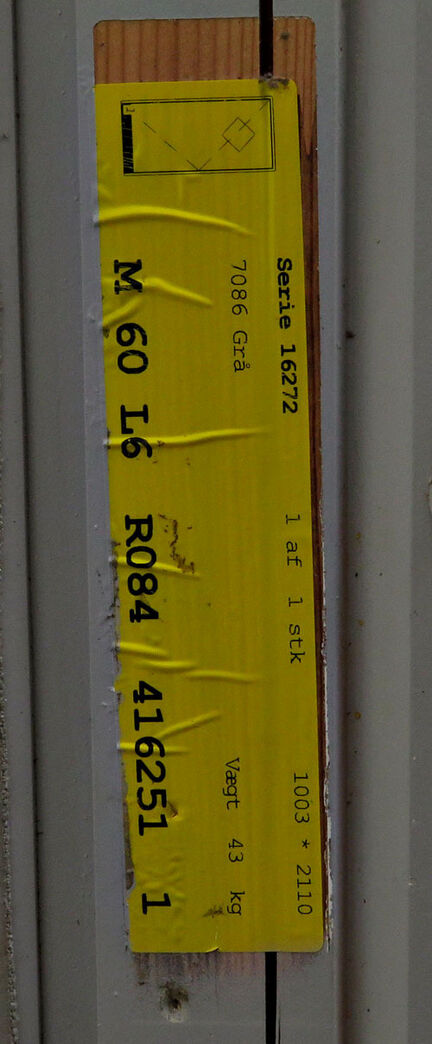 Serie 16272 1 af 1 stk 1003 * 2110
7086 Grå Vægt 43 kg
M 60 L6 R084 416251 1